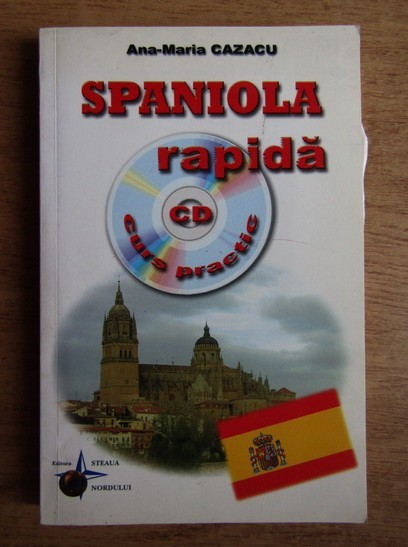 Ana-Maria CAZACU
SPANIOLA
rapidă
CD
Curs practic
Editura STEAUA
NORDULUI